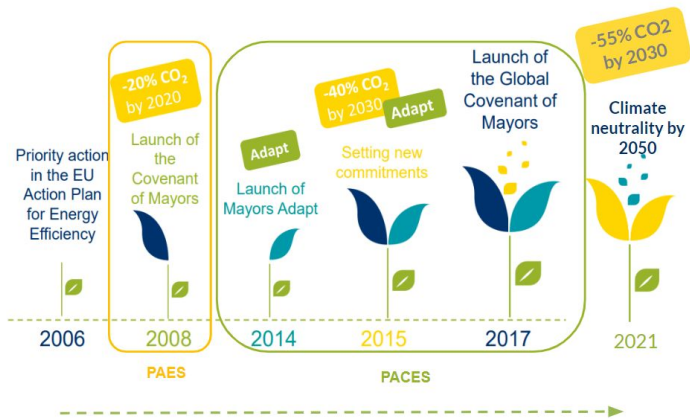 Priority action
in the EU
Action Plan
for Energy
Efficiency
2006
-20% CO₂
by 2020
Launch of
the
Covenant
of Mayors
2008
PAES
Adapt
Launch of
Mayors Adapt
2014
-40% CO₂
by 2030
Adapt
Setting new
commitments
2015
Launch of
the Global
Covenant of
Mayors
2017
PACES
-55% CO2
by 2030
Climate
neutrality by
2050
2021